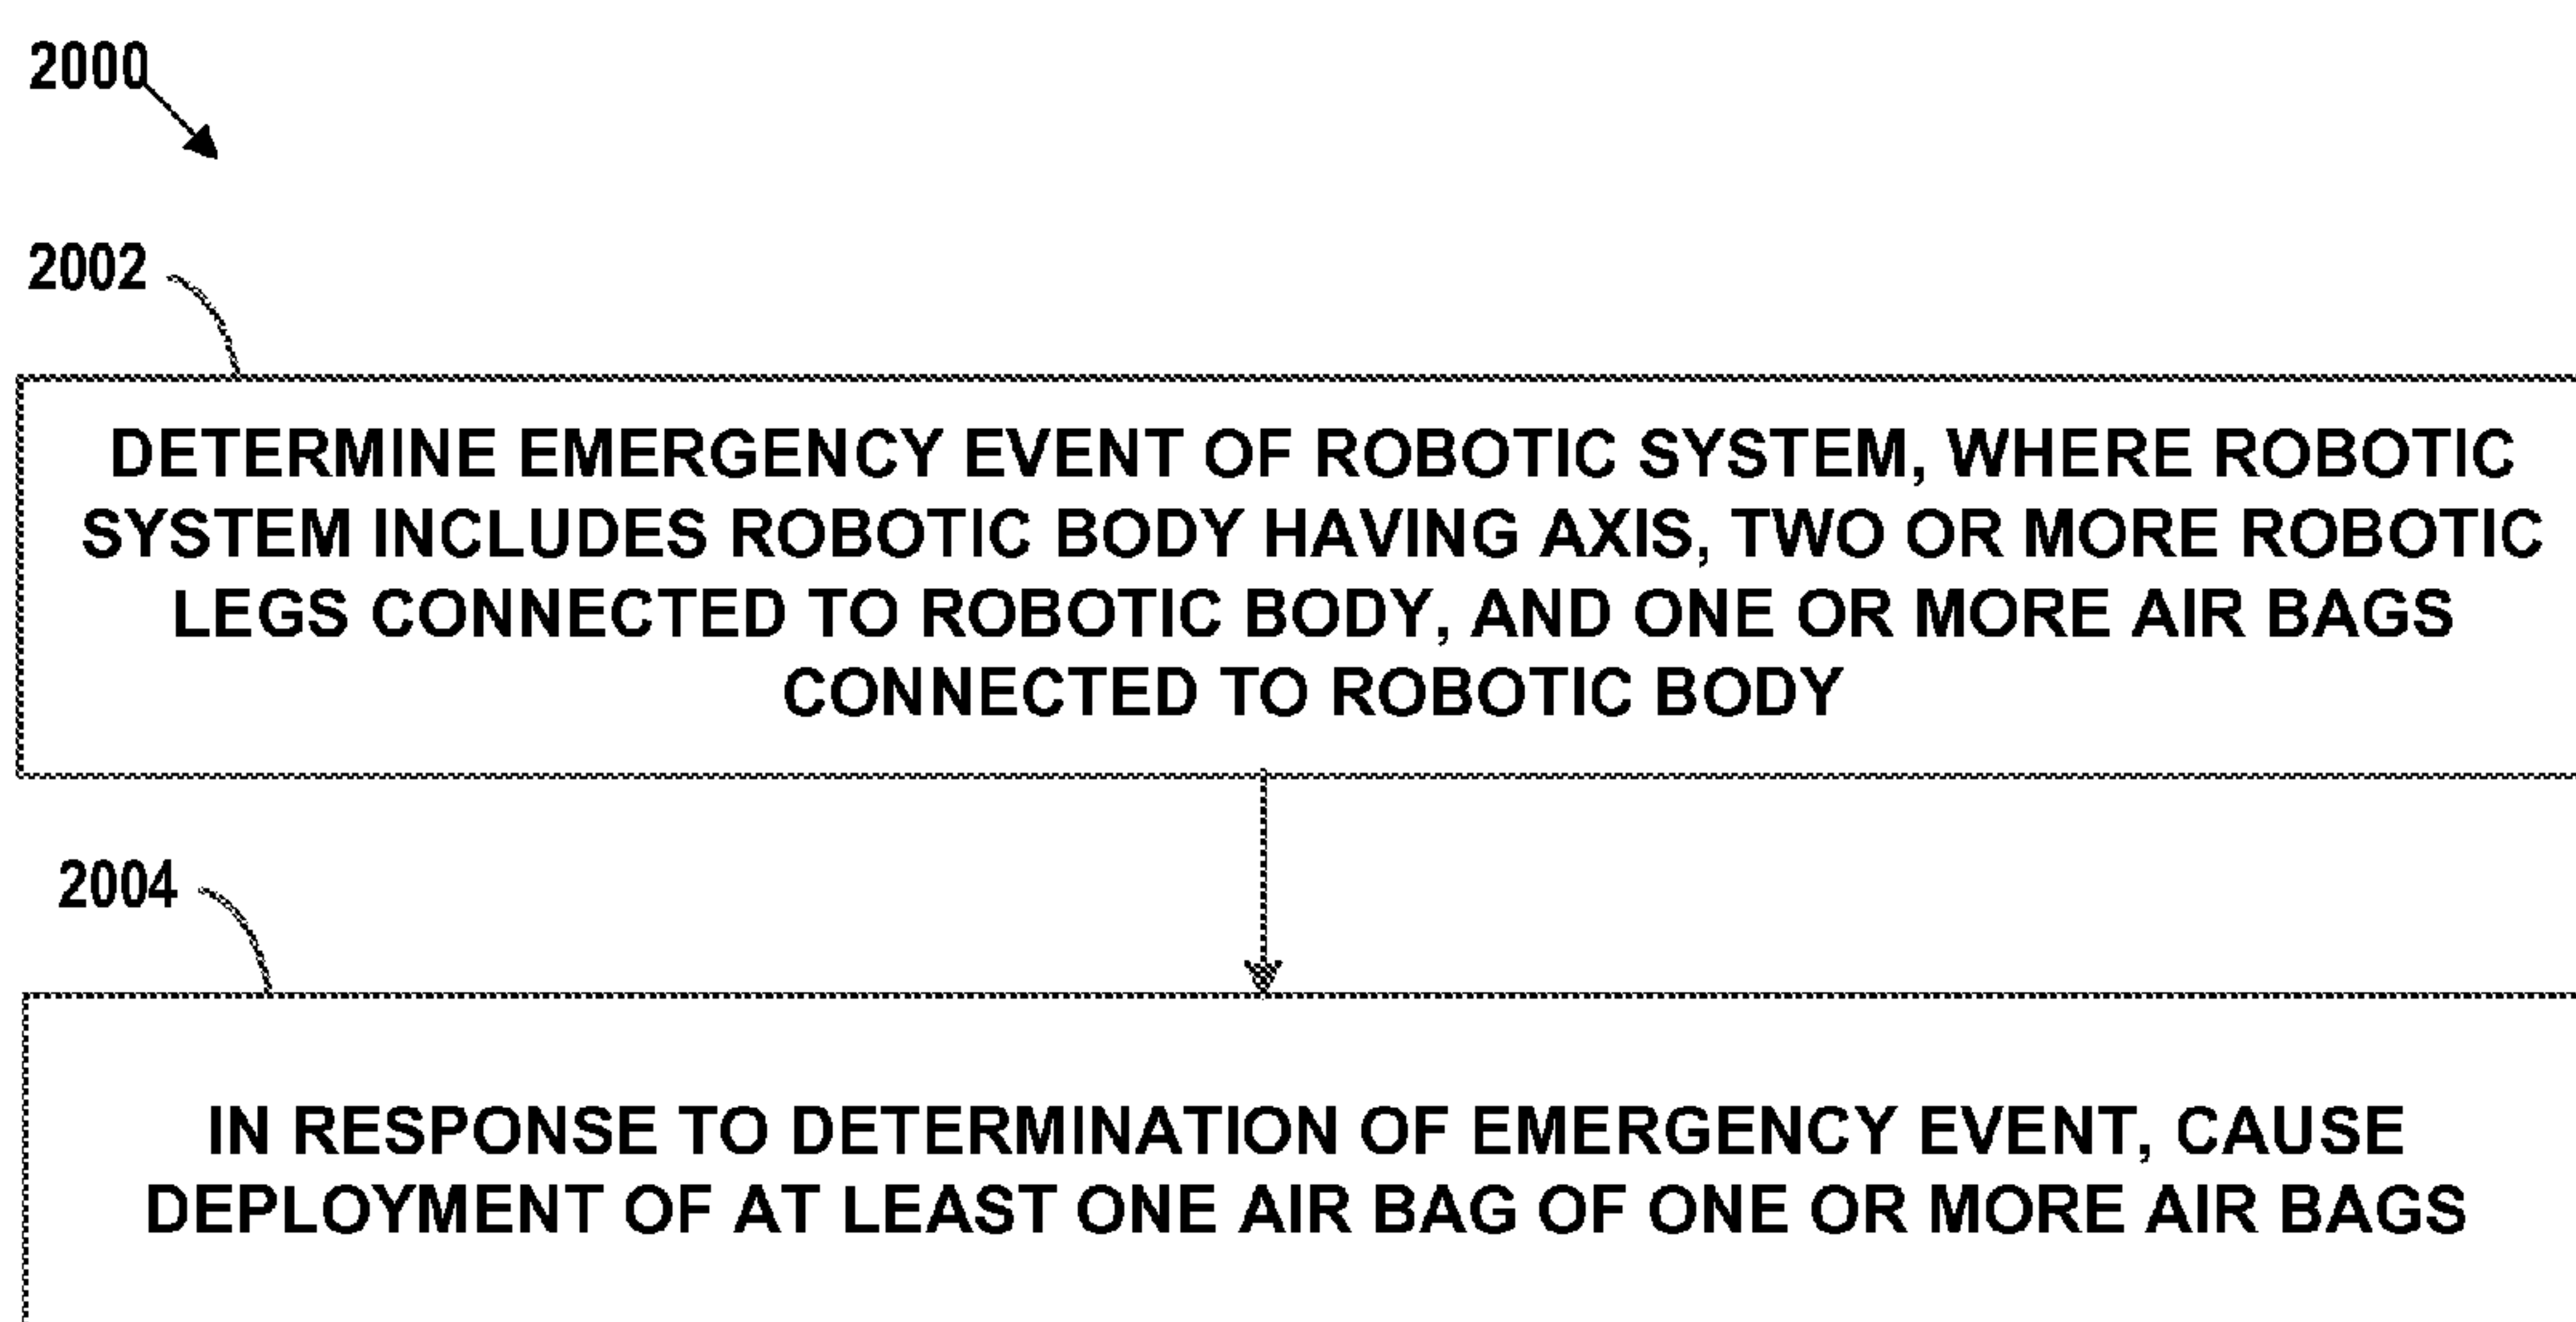 2000
2002
DETERMINE EMERGENCY EVENT OF ROBOTIC SYSTEM, WHERE ROBOTIC
SYSTEM INCLUDES ROBOTIC BODY HAVING AXIS, TWO OR MORE ROBOTIC
LEGS CONNECTED TO ROBOTIC BODY, AND ONE OR MORE AIR BAGS
CONNECTED TO ROBOTIC BODY
2004
IN RESPONSE TO DETERMINATION OF EMERGENCY EVENT, CAUSE
DEPLOYMENT OF AT LEAST ONE AIR BAG OF ONE OR MORE AIR BAGS